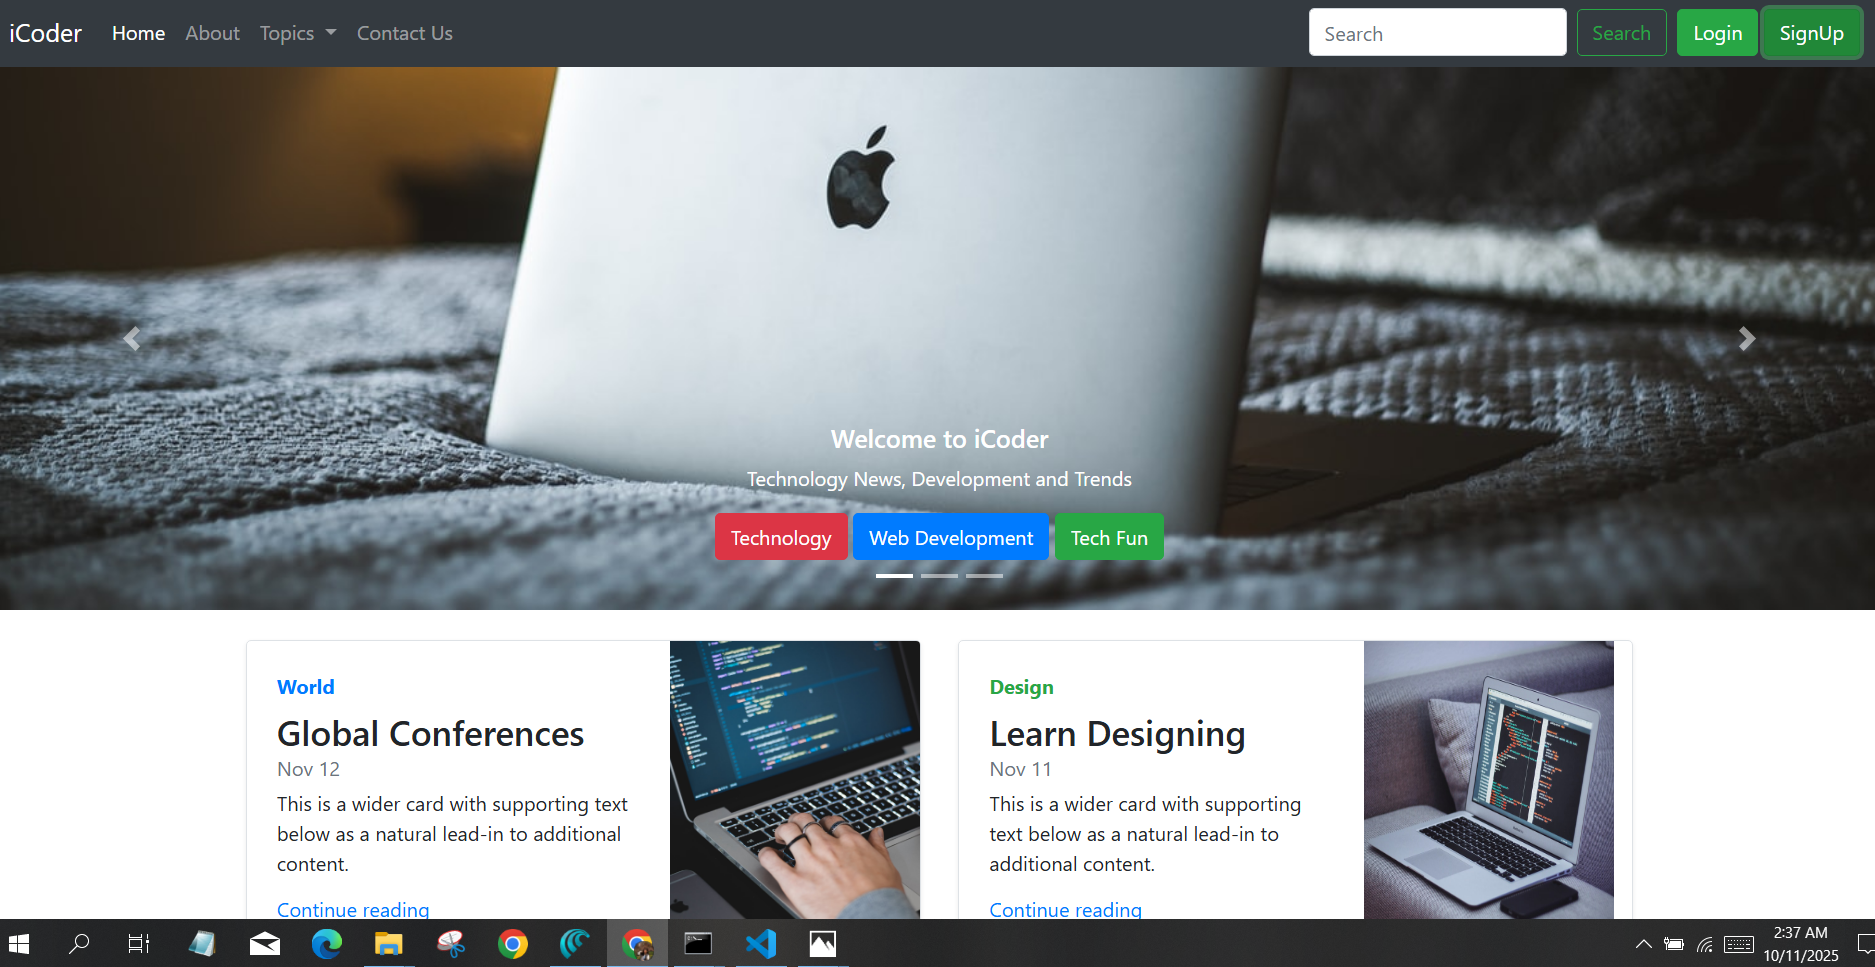 iCoder Home About Topics Contact Us Search Search Login SignUp
Welcome to iCoder
Technology News, Development and Trends
Technology Web Development Tech Fun
World
Global Conferences
Nov 12
This is a wider card with supporting text
below as a natural lead-in to additional
content.
Continue reading
Design
Learn Designing
Nov 11
This is a wider card with supporting
text below as a natural lead-in to
additional content.
Continue reading
2:37 AM
10/11/2025